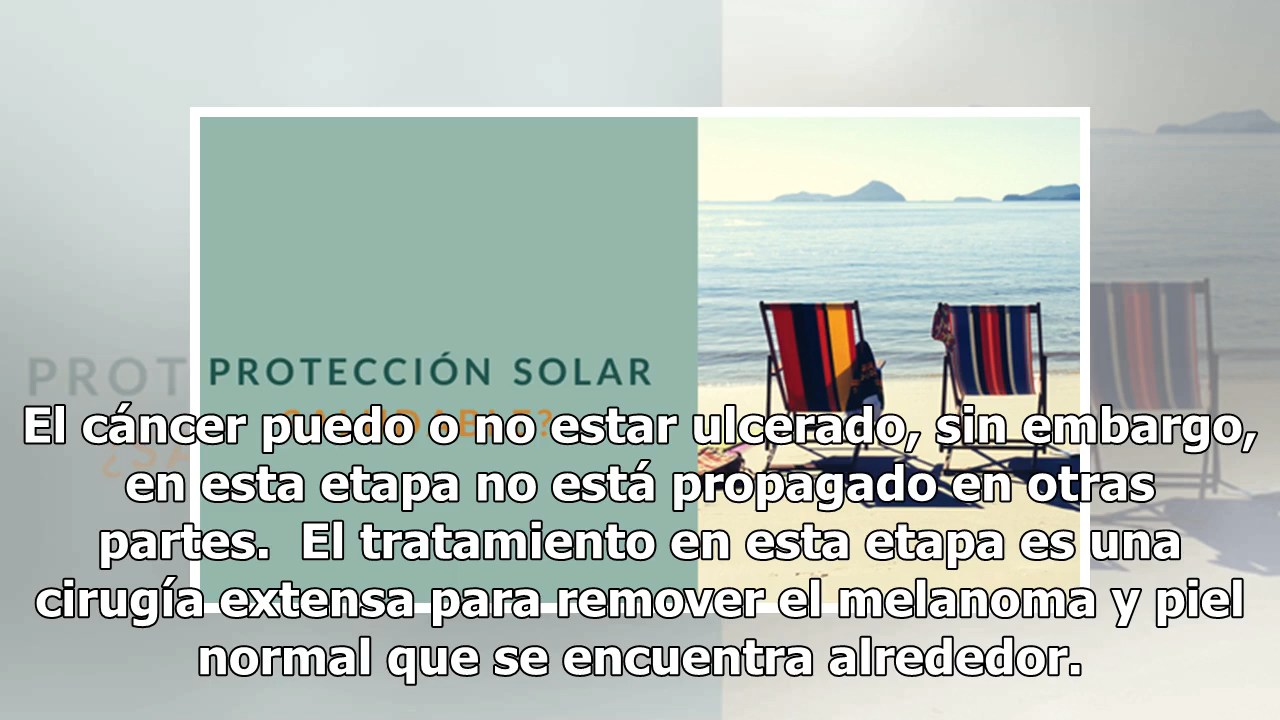 PROTECCIÓN SOLAR
El cáncer puedo o no estar ulcerado, sin embargo,
en esta etapa no está propagado en otras
partes.  El tratamiento en esta etapa es una
cirugía extensa para remover el melanoma y piel
normal que se encuentra alrededor.